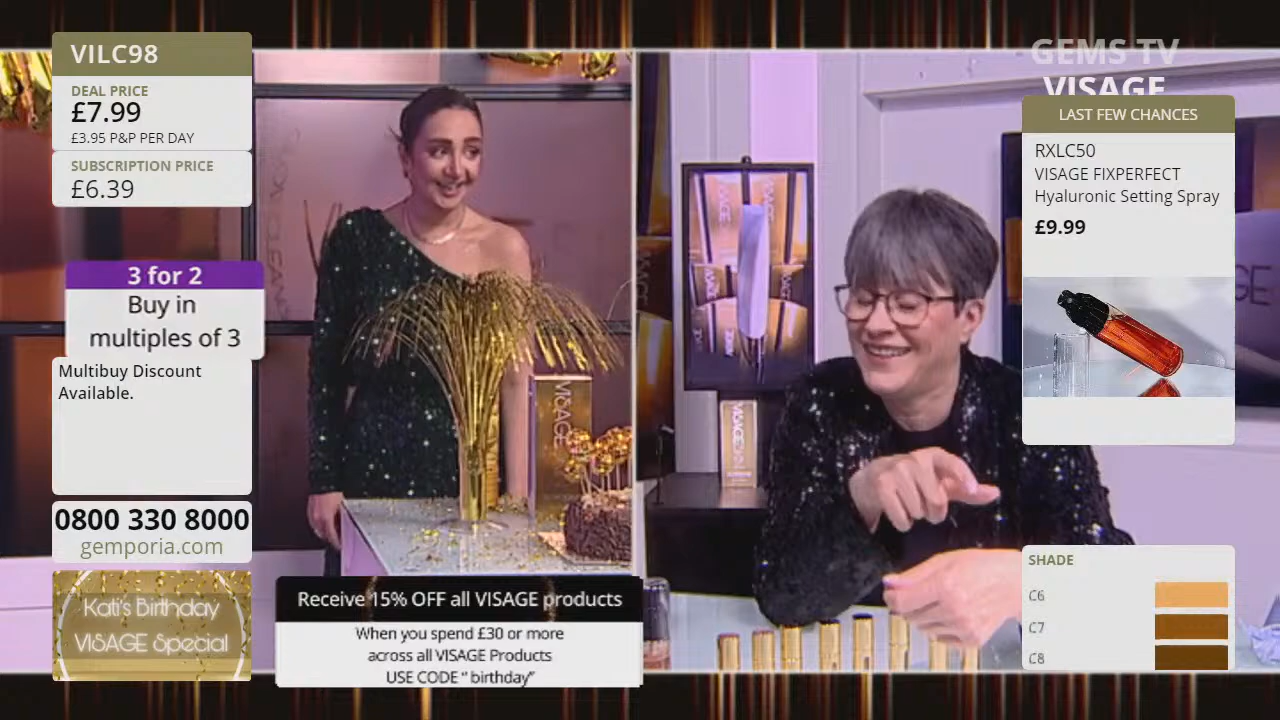 VILC98
DEAL PRICE
£7.99
£3.95 P&P PER DAY
SUBSCRIPTION PRICE
£6.39
3 for 2
Buy in
multiples of 3
Multibuy Discount
Available.
0800 330 8000
gemporia.com
Kati's Birthday
VISAGE Special
Receive 15% OFF all VISAGE products
When you spend £30 or more
across all VISAGE Products
USE CODE " birthday"
VISAGE
VISAGE
GEMS TV
VISAGE
LAST FEW CHANCES
RXLC50
VISAGE FIXPERFECT
Hyaluronic Setting Spray
£9.99
SHADE
C6
C7
C8